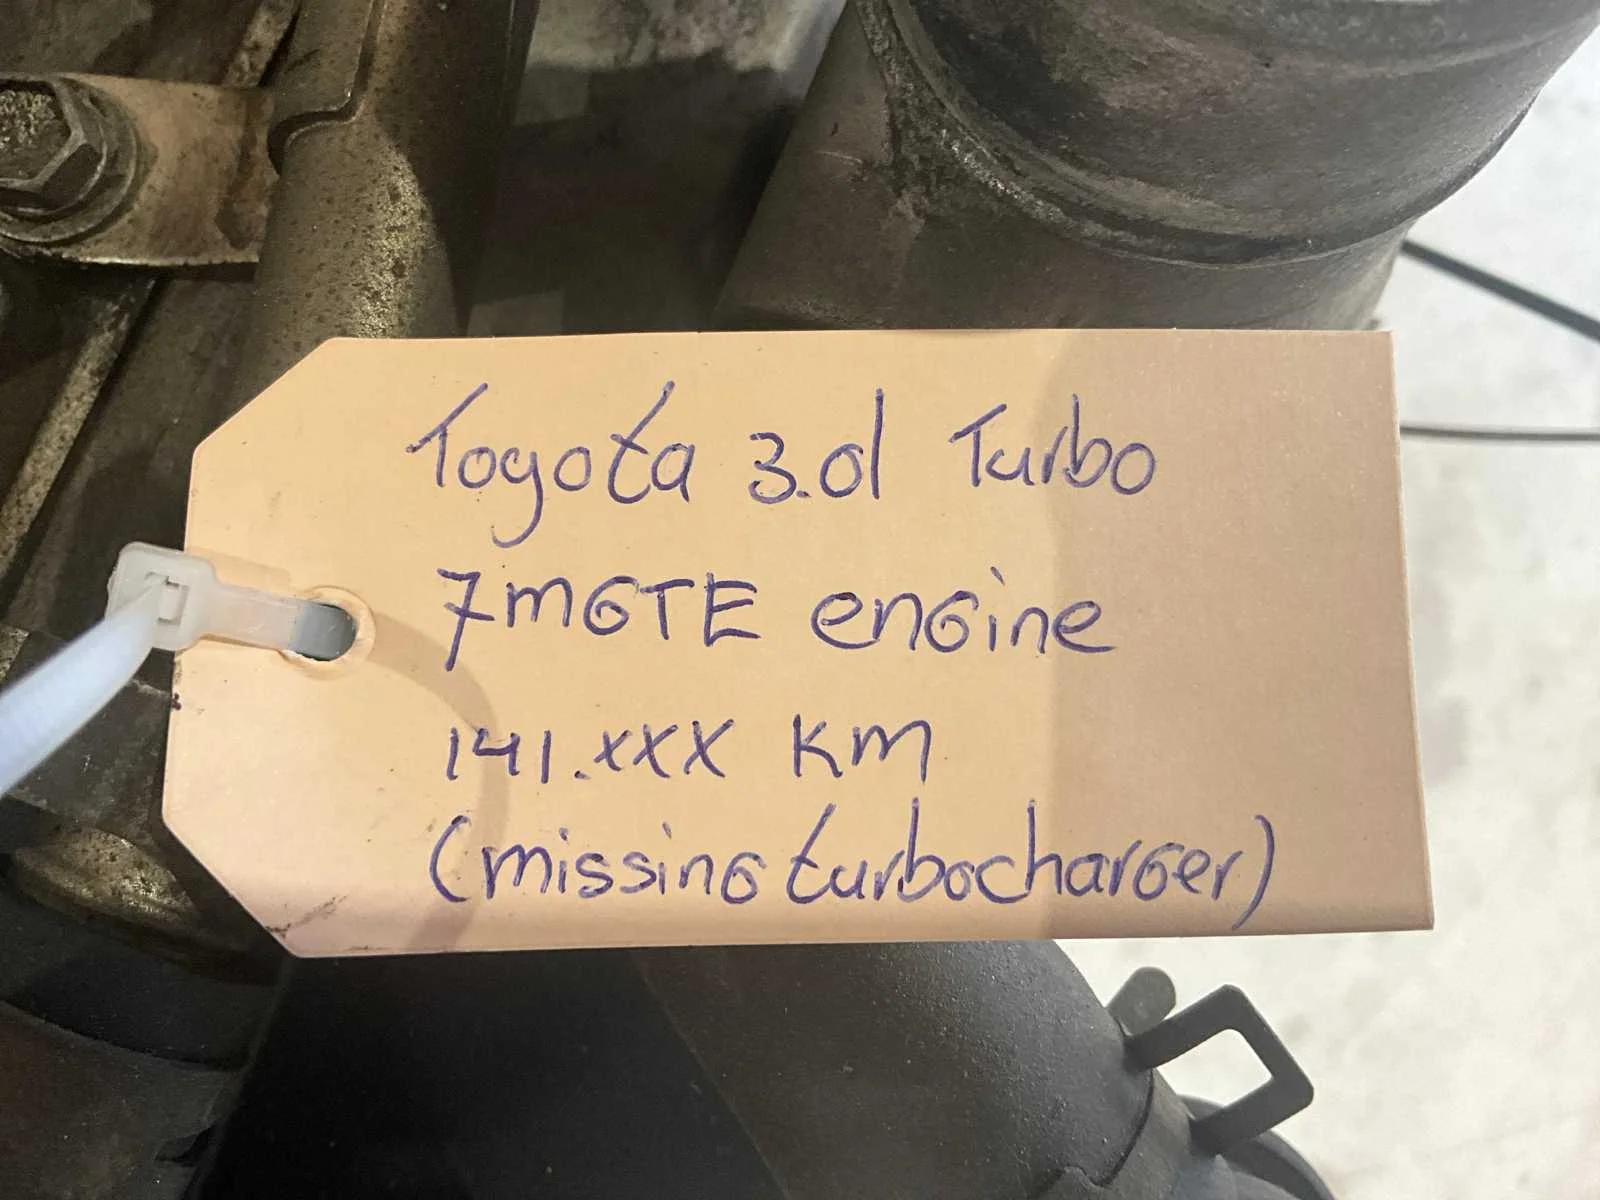 Toyota 3.0l Turbo
7MGTE engine
141.xxx KM
(missing turbocharger)